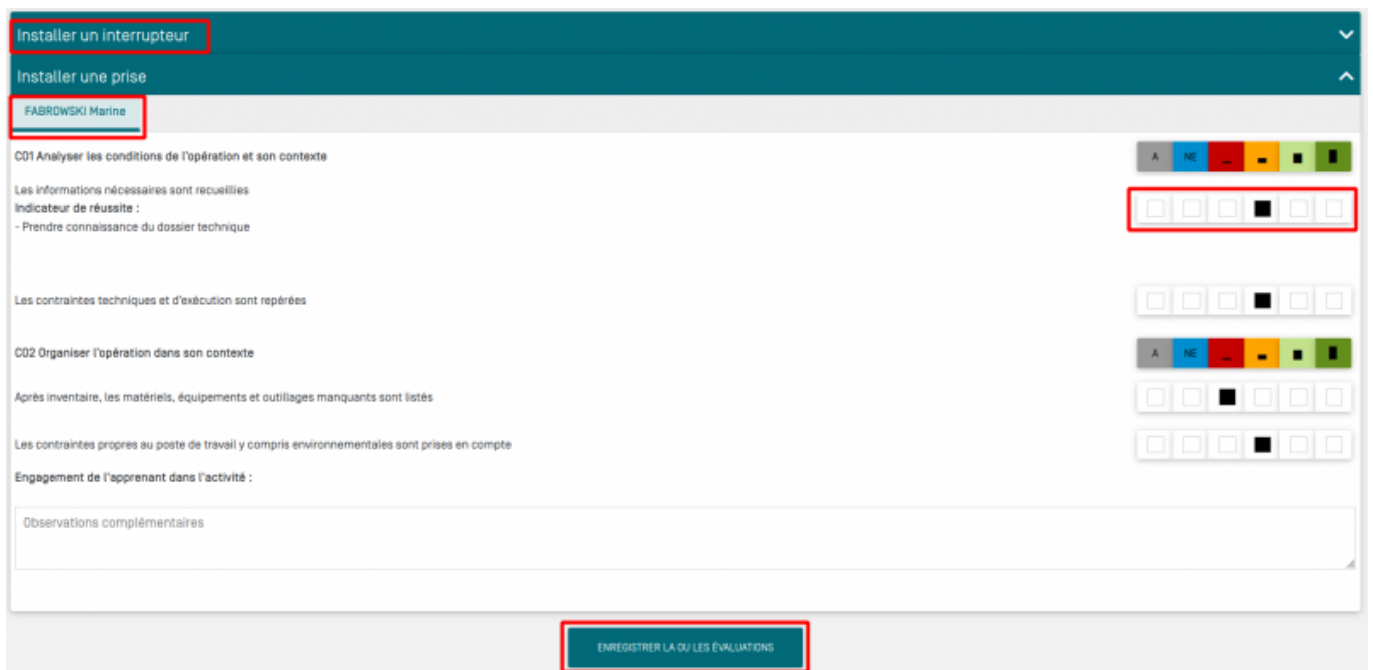 Installer un interrupteur
Installer une prise
FABROWSKI Marine
C01 Analyser les conditions de l'opération et son contexte
A NE
Les informations nécessaires sont recueillies
Indicateur de réussite :
- Prendre connaissance du dossier technique
Les contraintes techniques et d'exécution sont repérées
C02 Organiser l'opération dans son contexte
A NE
Après inventaire, les matériels, équipements et outillages manquants sont listés
Les contraintes propres au poste de travail y compris environnementales sont prises en compte
Engagement de l'apprenant dans l'activité :
Observations complémentaires
ENREGISTRER LA OU LES ÉVALUATIONS